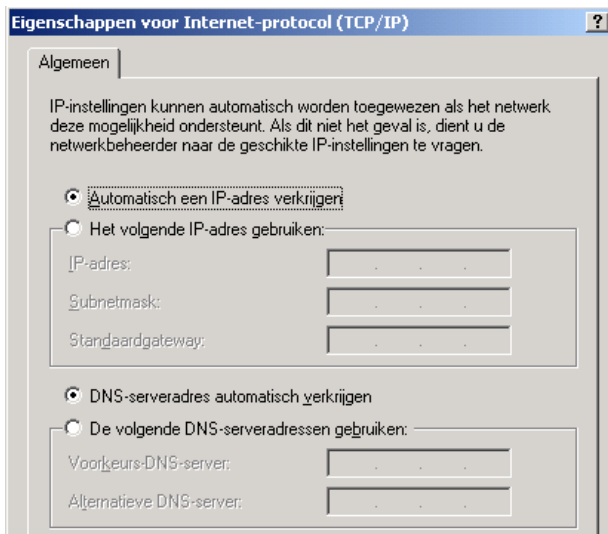 Eigenschappen voor Internet-protocol (TCP/IP)
?
Algemeen
IP-instellingen kunnen automatisch worden toegewezen als het netwerk
deze mogelijkheid ondersteunt. Als dit niet het geval is, dient u de
netwerkbeheerder naar de geschikte IP-instellingen te vragen.
Automatisch een IP-adres verkrijgen
Het volgende IP-adres gebruiken:
IP-adres:
Subnetmask:
Standaardgateway:
DNS-serveradres automatisch verkrijgen
De volgende DNS-serveradressen gebruiken:
Voorkeurs-DNS-server:
Alternatieve DNS-server: